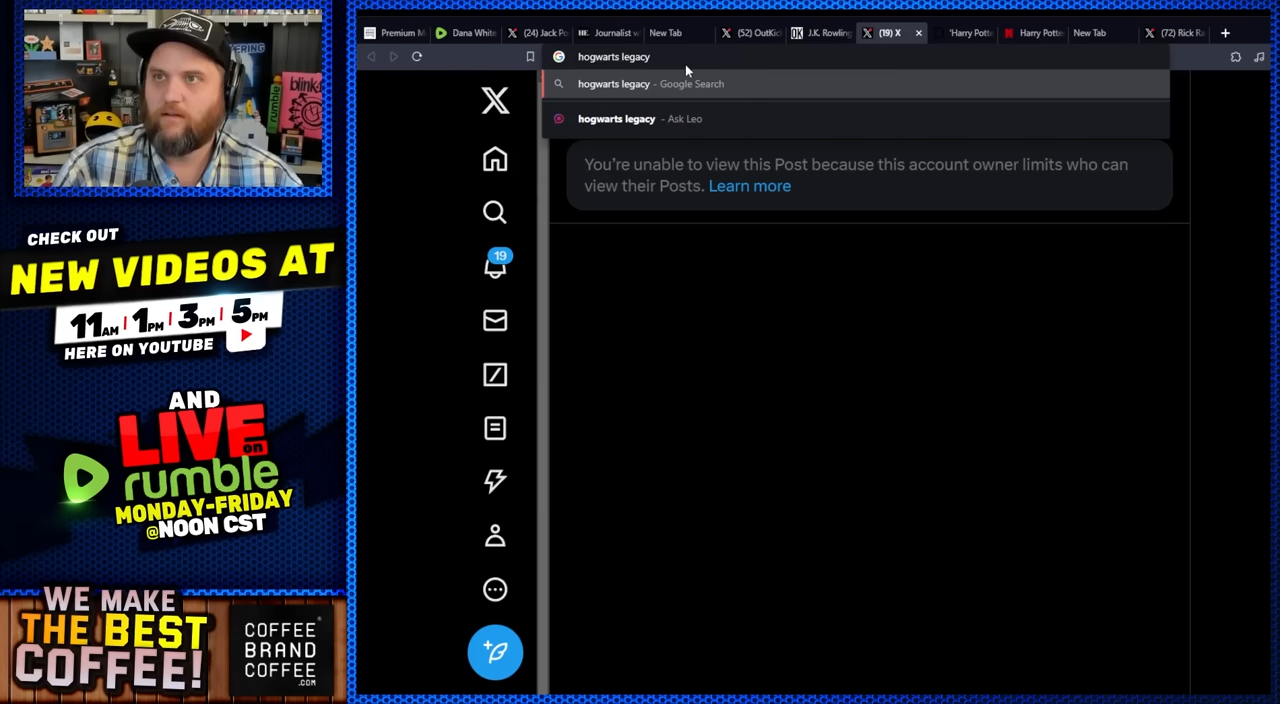 Premium M
Dana White
(24) Jack Po
Journalist w
New Tab
(52) OutKic
J.K. Rowling
(19) X
'Harry Potte
Harry Potte
New Tab
(72) Rick Ra
hogwarts legacy
hogwarts legacy - Google Search
hogwarts legacy - Ask Leo
You're unable to view this Post because this account owner limits who can
view their Posts. Learn more
19
blink-
rumble
CHECK OUT
NEW VIDEOS AT
11AM | 1PM | 3PM | 5PM
HERE ON YOUTUBE
AND
LIVE on
rumble
MONDAY-FRIDAY
@NOON CST
WE MAKE
THE BEST
COFFEE!
COFFEE
BRAND
COFFEE
.COM